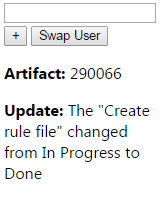 + Swap User
Artifact: 290066
Update: The "Create
rule file" changed
from In Progress to
Done